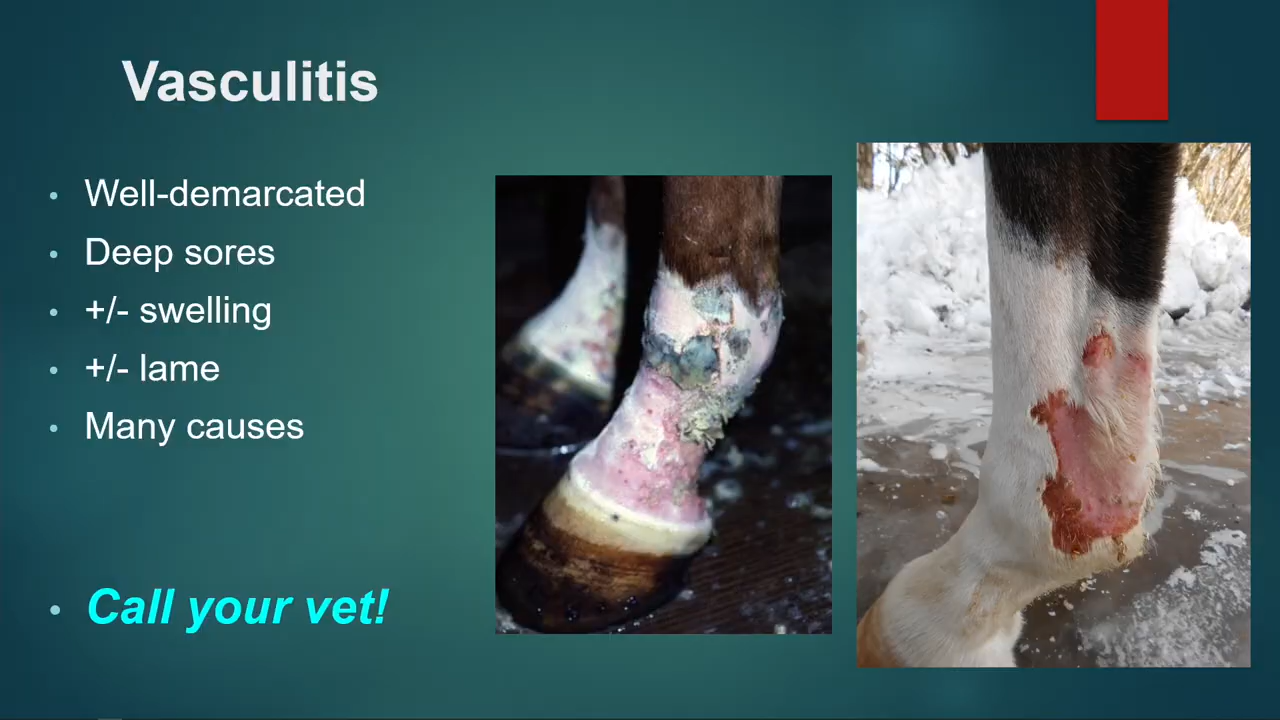 Vasculitis
• Well-demarcated
• Deep sores
• +/- swelling
• +/- lame
• Many causes
• Call your vet!